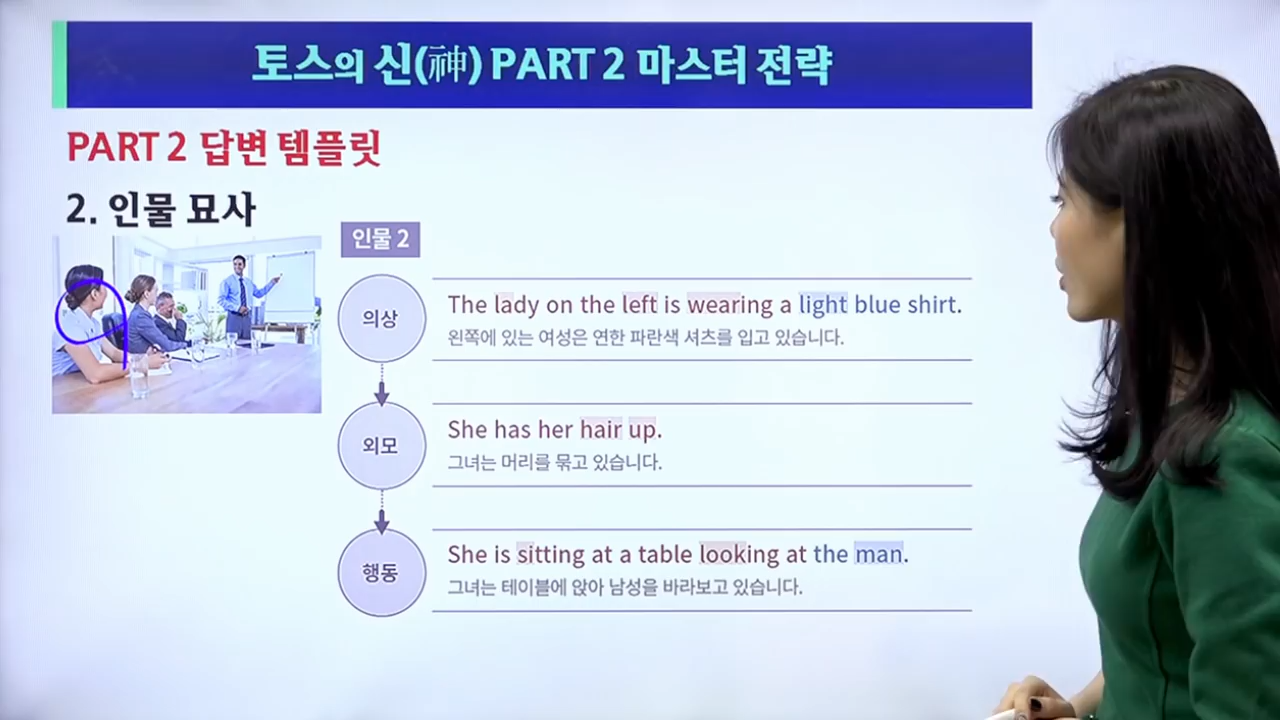 토스의 신(神) PART 2 마스터 전략
PART 2 답변 템플릿
2. 인물 묘사
인물 2
의상
The lady on the left is wearing a light blue shirt.
왼쪽에 있는 여성은 연한 파란색 셔츠를 입고 있습니다.
외모
She has her hair up.
그녀는 머리를 묶고 있습니다.
행동
She is sitting at a table looking at the man.
그녀는 테이블에 앉아 남성을 바라보고 있습니다.